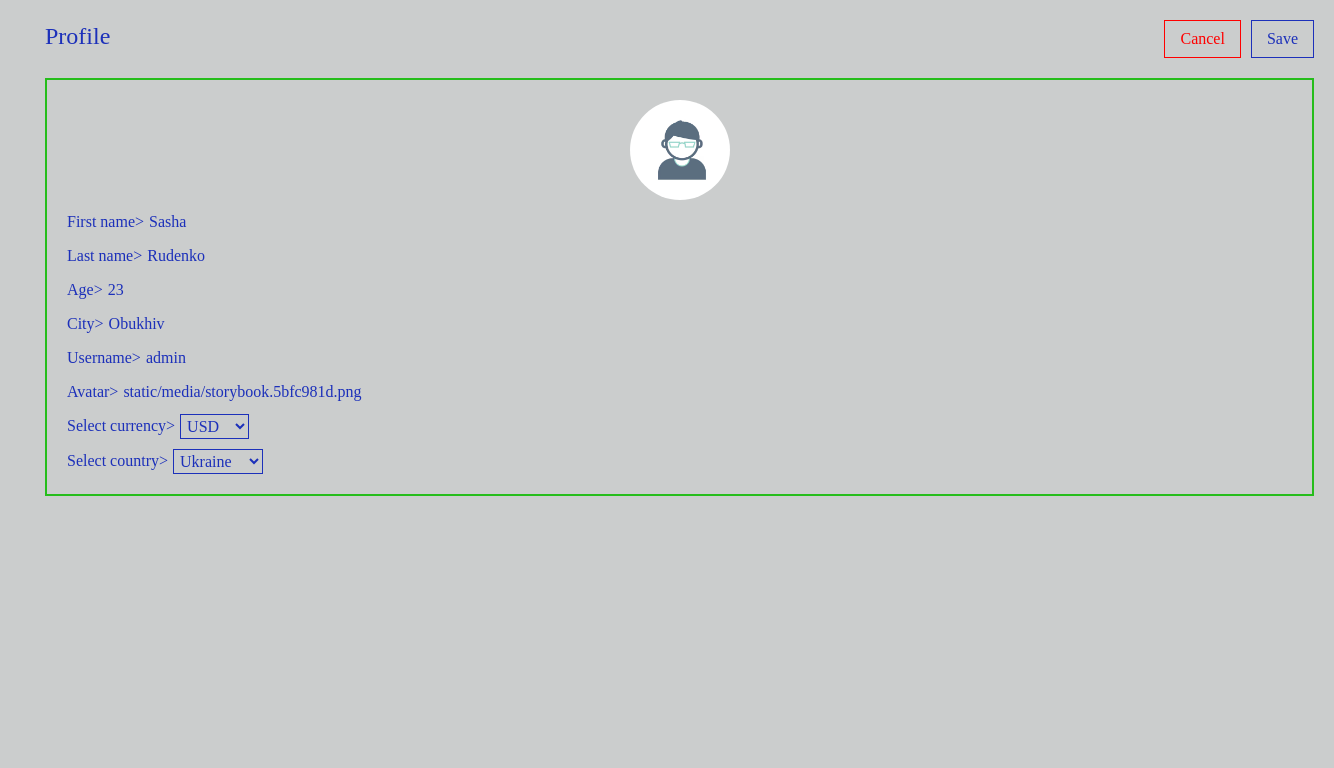 Profile
Cancel
Save
First name> Sasha
Last name> Rudenko
Age> 23
City> Obukhiv
Username> admin
Avatar> static/media/storybook.5bfc981d.png
Select currency> USD
Select country> Ukraine